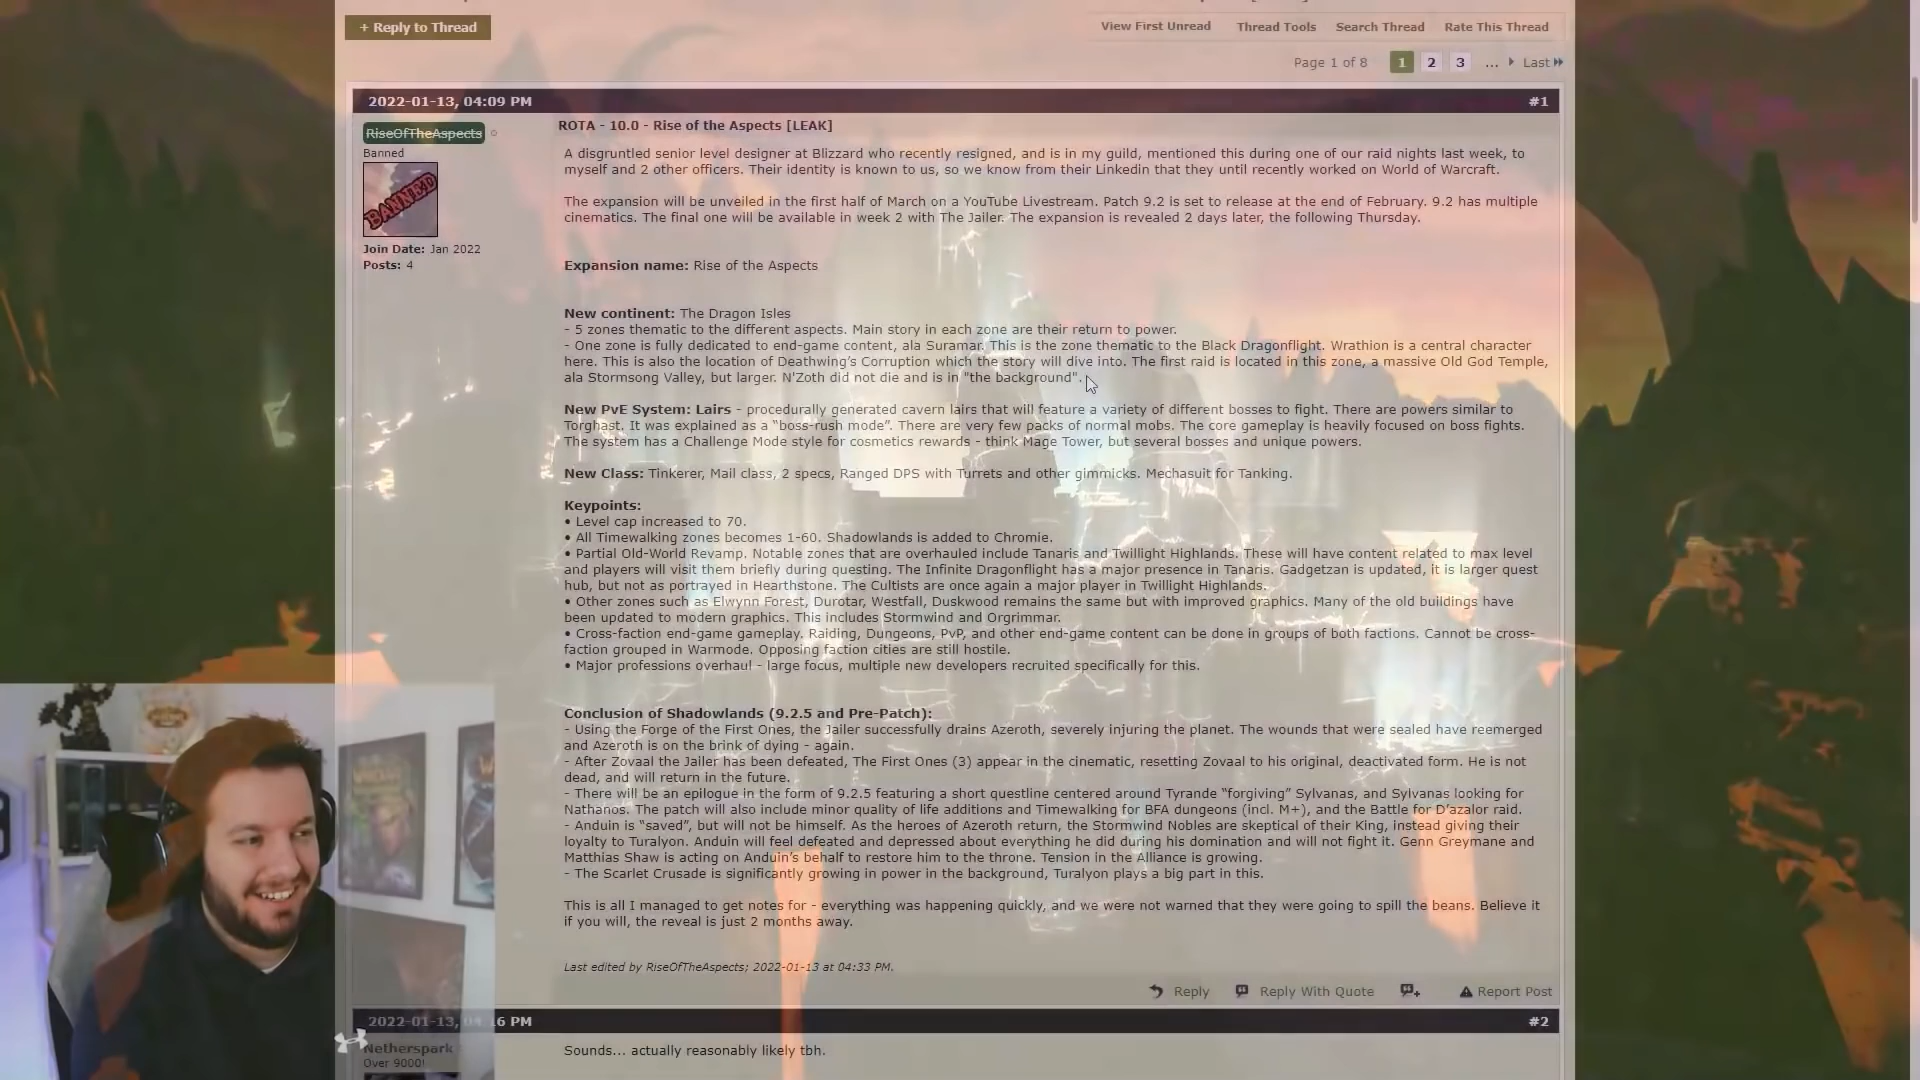 + Reply to Thread
View First Unread Thread Tools Search Thread Rate This Thread
Page 1 of 8 1 2 3 ... Last
2022-01-13, 04:09 PM #1
RiseOfTheAspects
Banned
BANNED
Join Date: Jan 2022
Posts: 4
ROTA - 10.0 - Rise of the Aspects [LEAK]
A disgruntled senior level designer at Blizzard who recently resigned, and is in my guild, mentioned this during one of our raid nights last week, to
myself and 2 other officers. Their identity is known to us, so we know from their Linkedin that they until recently worked on World of Warcraft.
The expansion will be unveiled in the first half of March on a YouTube Livestream. Patch 9.2 is set to release at the end of February. 9.2 has multiple
cinematics. The final one will be available in week 2 with The Jailer. The expansion is revealed 2 days later, the following Thursday.
Expansion name: Rise of the Aspects
New continent: The Dragon Isles
- 5 zones thematic to the different aspects. Main story in each zone are their return to power.
- One zone is fully dedicated to end-game content, ala Suramar. This is the zone thematic to the Black Dragonflight. Wrathion is a central character
here. This is also the location of Deathwing's Corruption which the story will dive into. The first raid is located in this zone, a massive Old God Temple,
ala Stormsong Valley, but larger. N'Zoth did not die and is in "the background".
New PvE System: Lairs - procedurally generated cavern lairs that will feature a variety of different bosses to fight. There are powers similar to
Torghast. It was explained as a “boss-rush mode”. There are very few packs of normal mobs. The core gameplay is heavily focused on boss fights.
The system has a Challenge Mode style for cosmetics rewards - think Mage Tower, but several bosses and unique powers.
New Class: Tinkerer, Mail class, 2 specs, Ranged DPS with Turrets and other gimmicks. Mechasuit for Tanking.
Keypoints:
• Level cap increased to 70.
• All Timewalking zones becomes 1-60. Shadowlands is added to Chromie.
• Partial Old-World Revamp. Notable zones that are overhauled include Tanaris and Twillight Highlands. These will have content related to max level
and players will visit them briefly during questing. The Infinite Dragonflight has a major presence in Tanaris. Gadgetzan is updated, it is larger quest
hub, but not as portrayed in Hearthstone. The Cultists are once again a major player in Twillight Highlands.
• Other zones such as Elwynn Forest, Durotar, Westfall, Duskwood remains the same but with improved graphics. Many of the old buildings have
been updated to modern graphics. This includes Stormwind and Orgrimmar.
• Cross-faction end-game gameplay. Raiding, Dungeons, PvP, and other end-game content can be done in groups of both factions. Cannot be cross-
faction grouped in Warmode. Opposing faction cities are still hostile.
• Major professions overhaul - large focus, multiple new developers recruited specifically for this.
Conclusion of Shadowlands (9.2.5 and Pre-Patch):
- Using the Forge of the First Ones, the Jailer successfully drains Azeroth, severely injuring the planet. The wounds that were sealed have reemerged
and Azeroth is on the brink of dying - again.
- After Zovaal the Jailer has been defeated, The First Ones (3) appear in the cinematic, resetting Zovaal to his original, deactivated form. He is not
dead, and will return in the future.
- There will be an epilogue in the form of 9.2.5 featuring a short questline centered around Tyrande “forgiving” Sylvanas, and Sylvanas looking for
Nathanos. The patch will also include minor quality of life additions and Timewalking for BFA dungeons (incl. M+), and the Battle for D'azalor raid.
- Anduin is “saved”, but will not be himself. As the heroes of Azeroth return, the Stormwind Nobles are skeptical of their King, instead giving their
loyalty to Turalyon. Anduin will feel defeated and depressed about everything he did during his domination and will not fight it. Genn Greymane and
Matthias Shaw is acting on Anduin's behalf to restore him to the throne. Tension in the Alliance is growing.
- The Scarlet Crusade is significantly growing in power in the background, Turalyon plays a big part in this.
This is all I managed to get notes for - everything was happening quickly, and we were not warned that they were going to spill the beans. Believe it
if you will, the reveal is just 2 months away.
Last edited by RiseOfTheAspects; 2022-01-13 at 04:33 PM.
Reply Reply With Quote Report Post
2022-01-13, 04:16 PM #2
Netherspark
Over 9000!
Sounds... actually reasonably likely tbh.